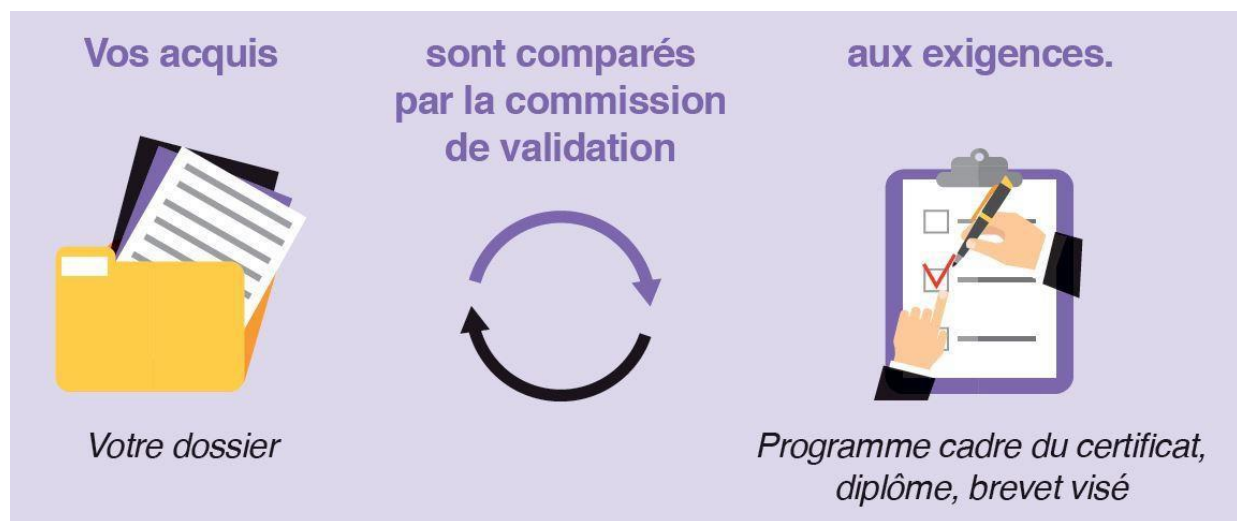 Vos acquis
sont comparés
par la commission
de validation
aux exigences.
Votre dossier
Programme cadre du certificat,
diplôme, brevet visé